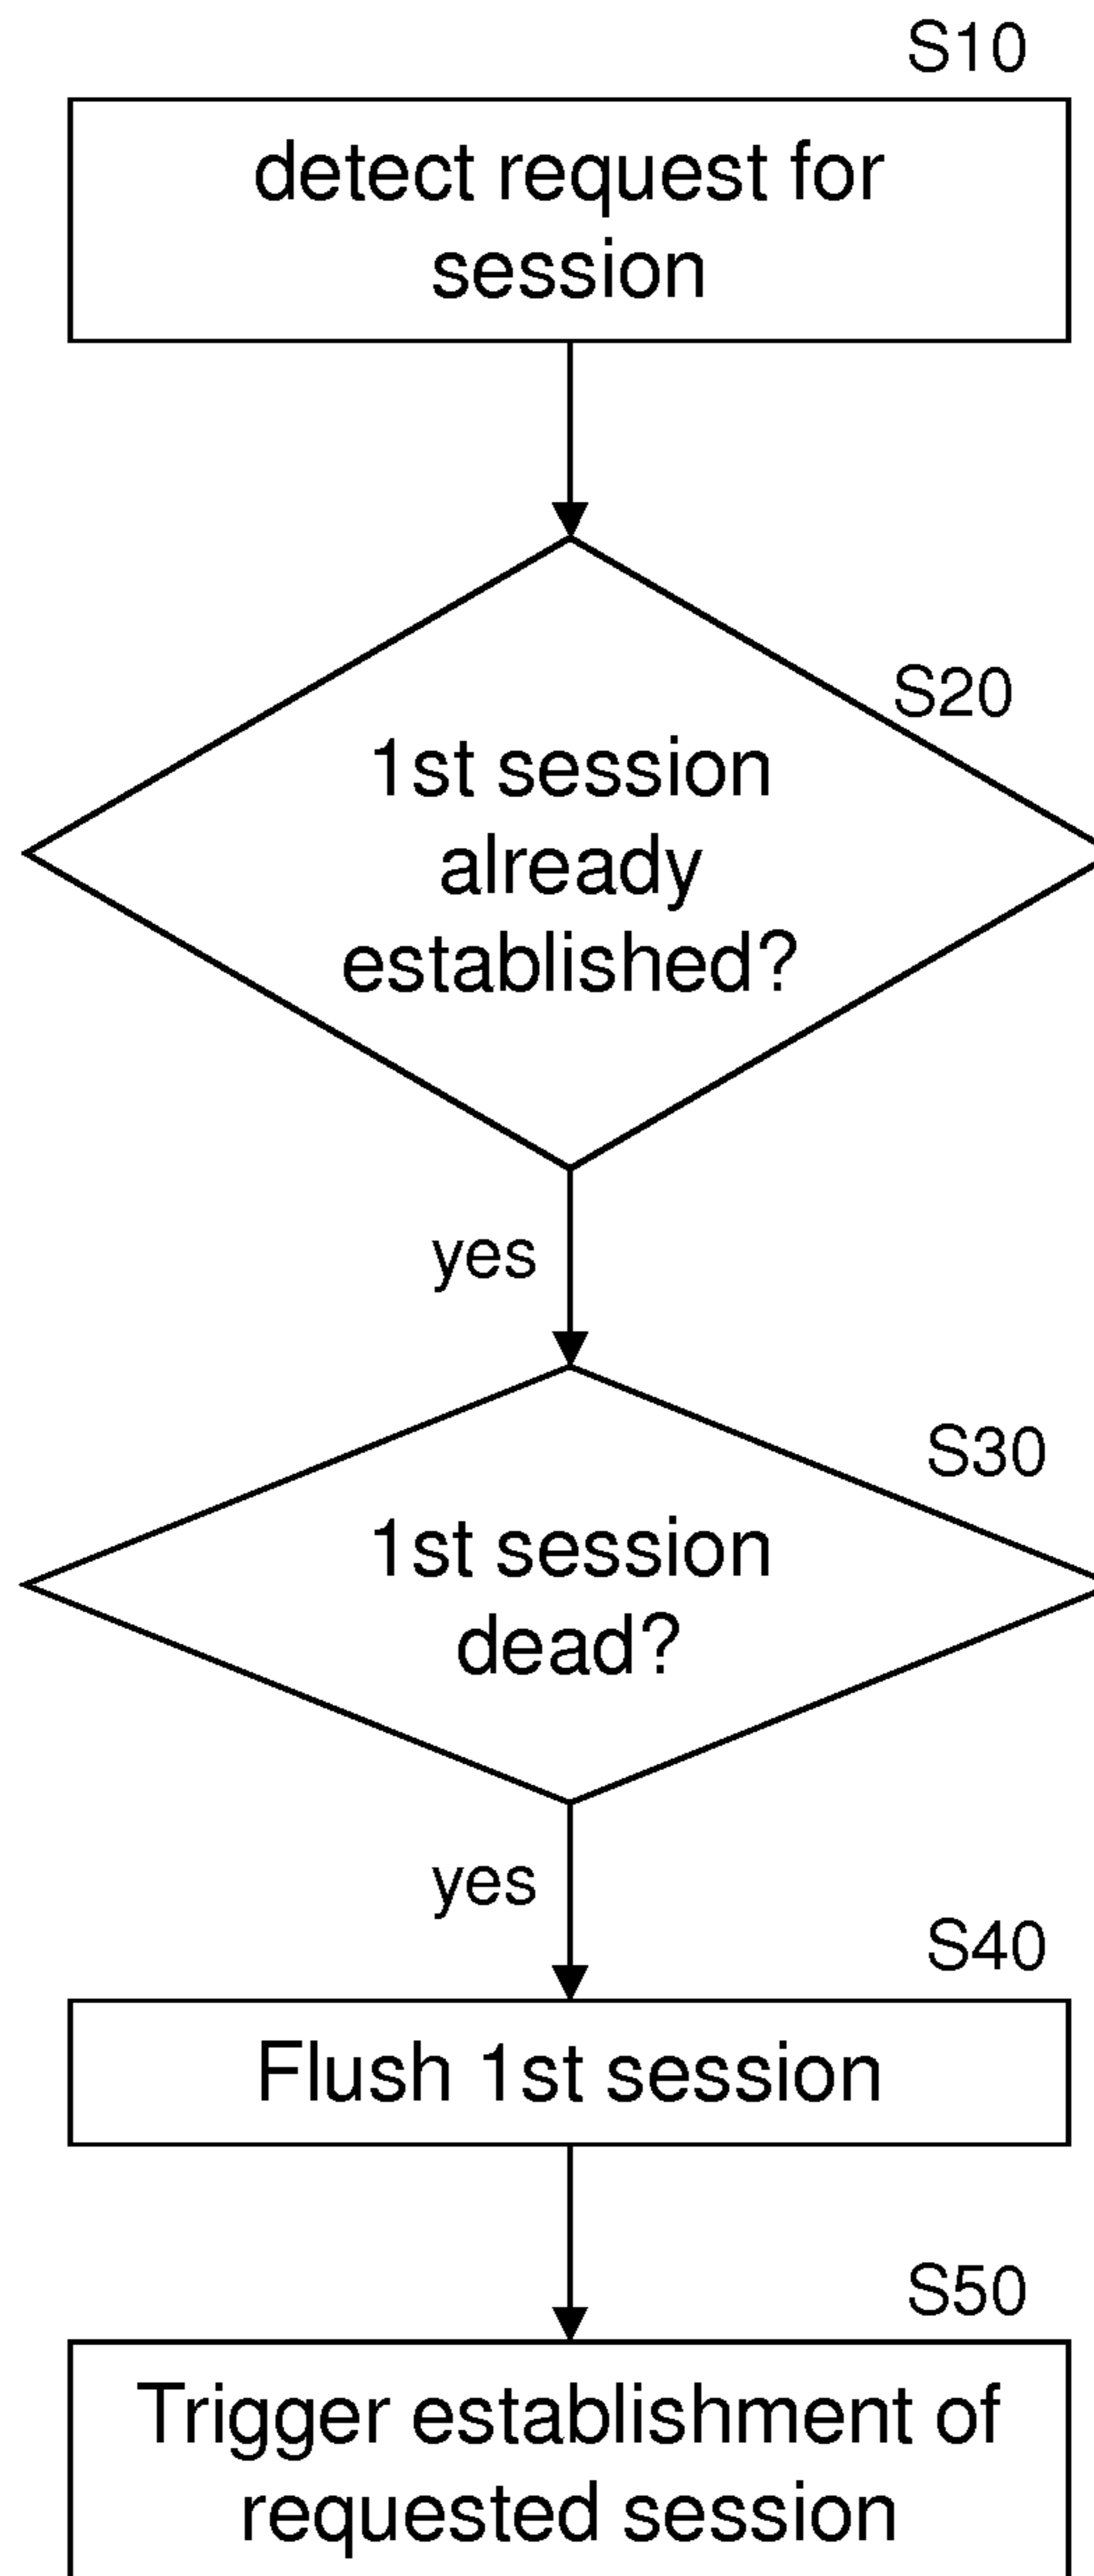 S10
detect request for
session
S20
1st session
already
established?
yes
S30
1st session
dead?
yes
S40
Flush 1st session
S50
Trigger establishment of
requested session